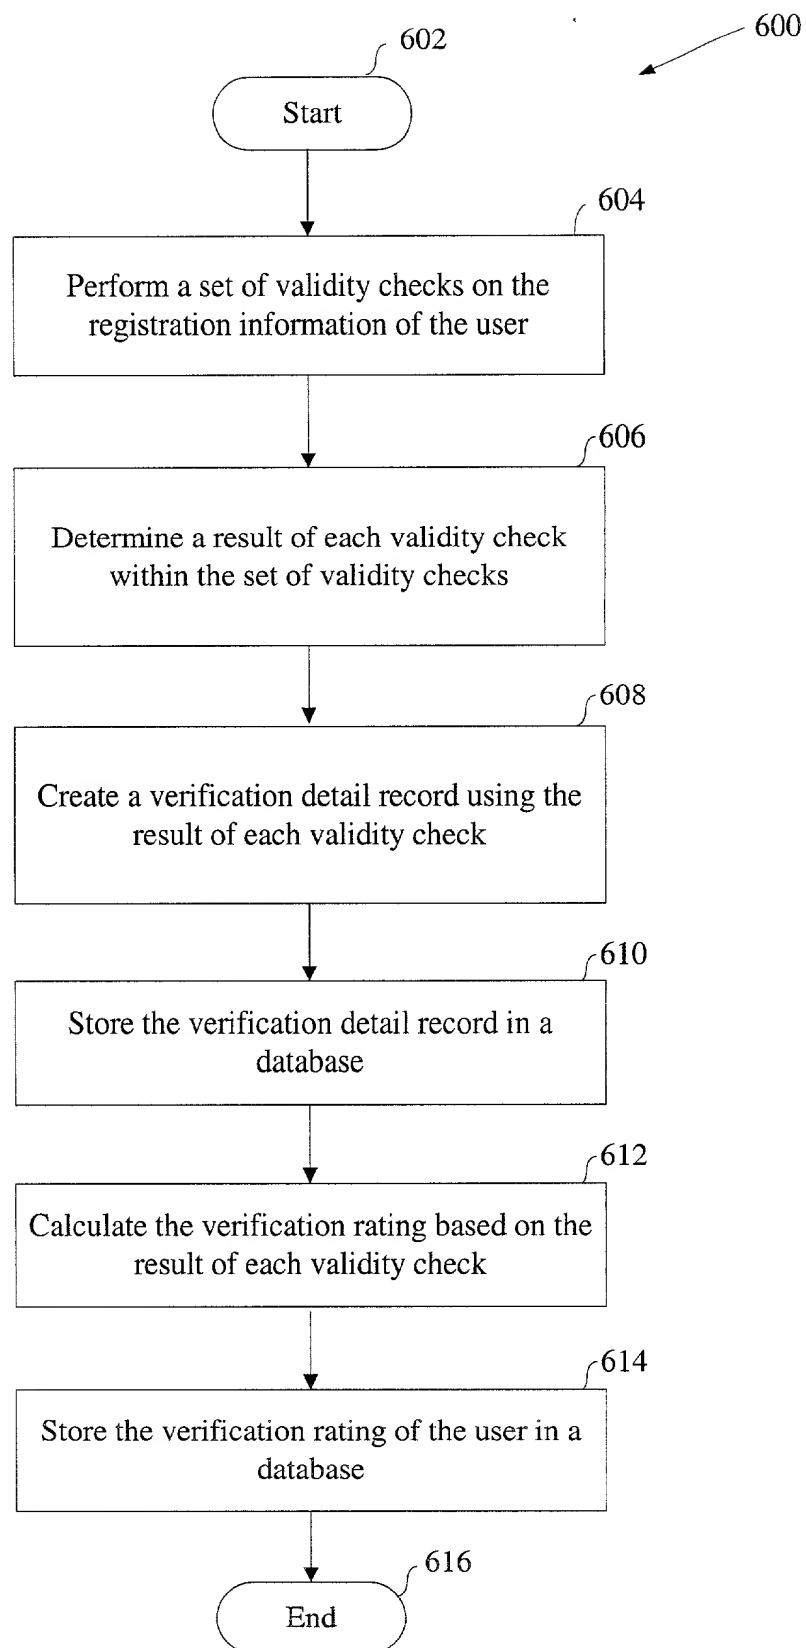 602
600
Start
604
Perform a set of validity checks on the
registration information of the user
606
Determine a result of each validity check
within the set of validity checks
608
Create a verification detail record using the
result of each validity check
610
Store the verification detail record in a
database
612
Calculate the verification rating based on the
result of each validity check
614
Store the verification rating of the user in a
database
616
End